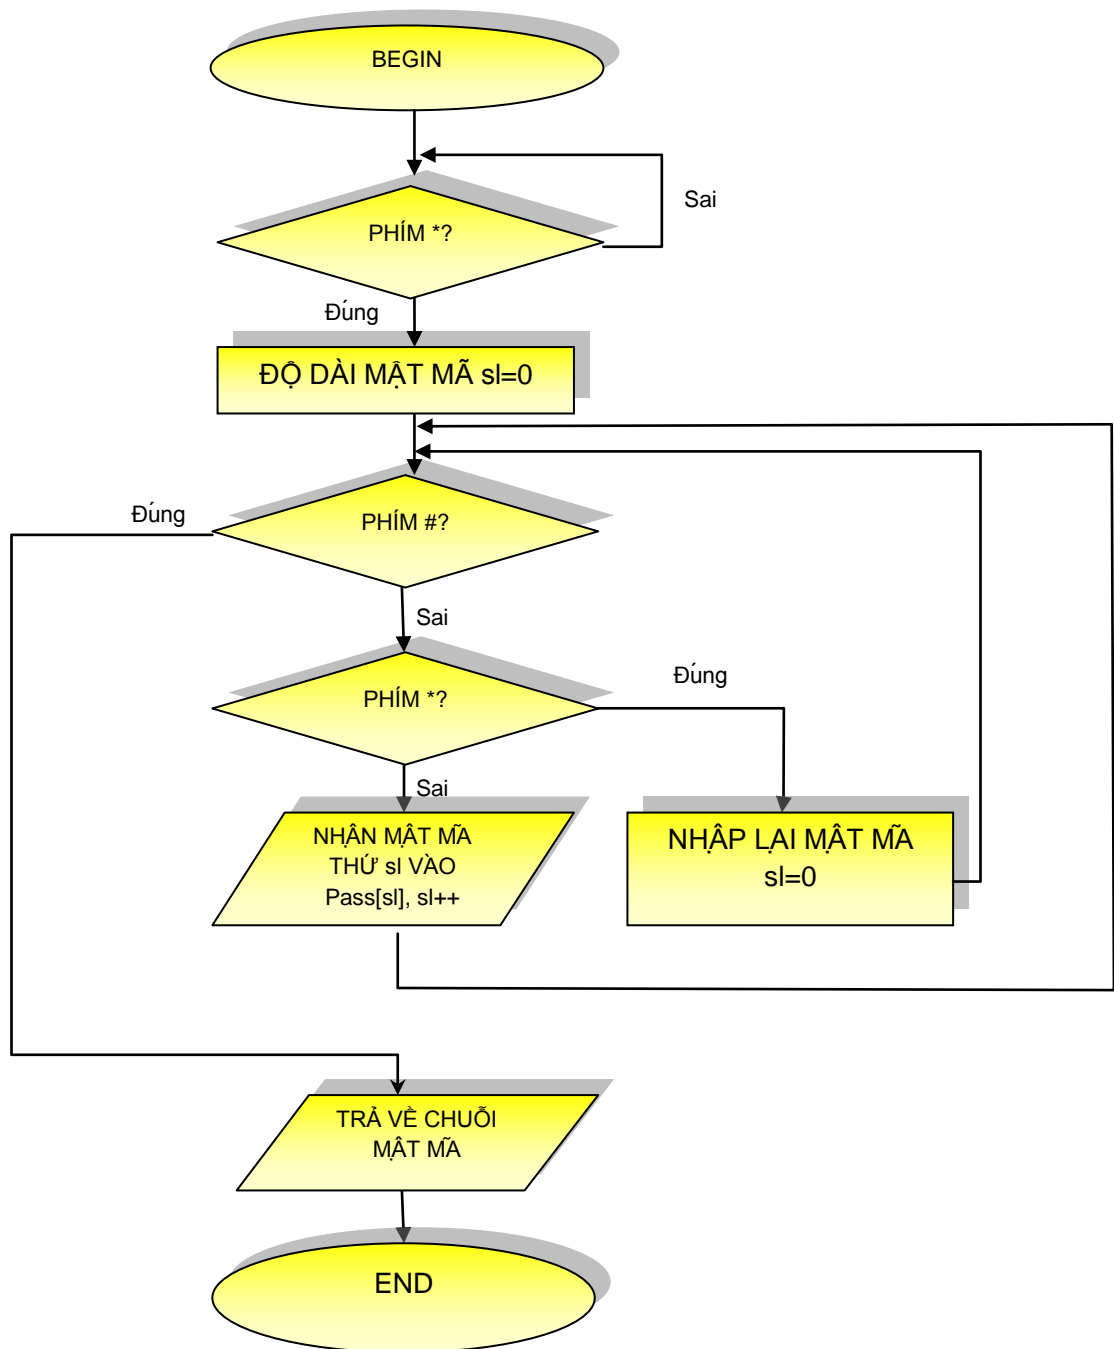 BEGIN
Sai
PHÍM *?
Đúng
ĐỘ DÀI MẬT MÃ sl=0
Đúng
PHÍM #?
Sai
Đúng
PHÍM *?
Sai
NHẬN MẬT MÃ
THỨ sl VÀO
Pass[sl], sl++
NHẬP LẠI MẬT MÃ
sl=0
TRẢ VỀ CHUỖI
MẬT MÃ
END